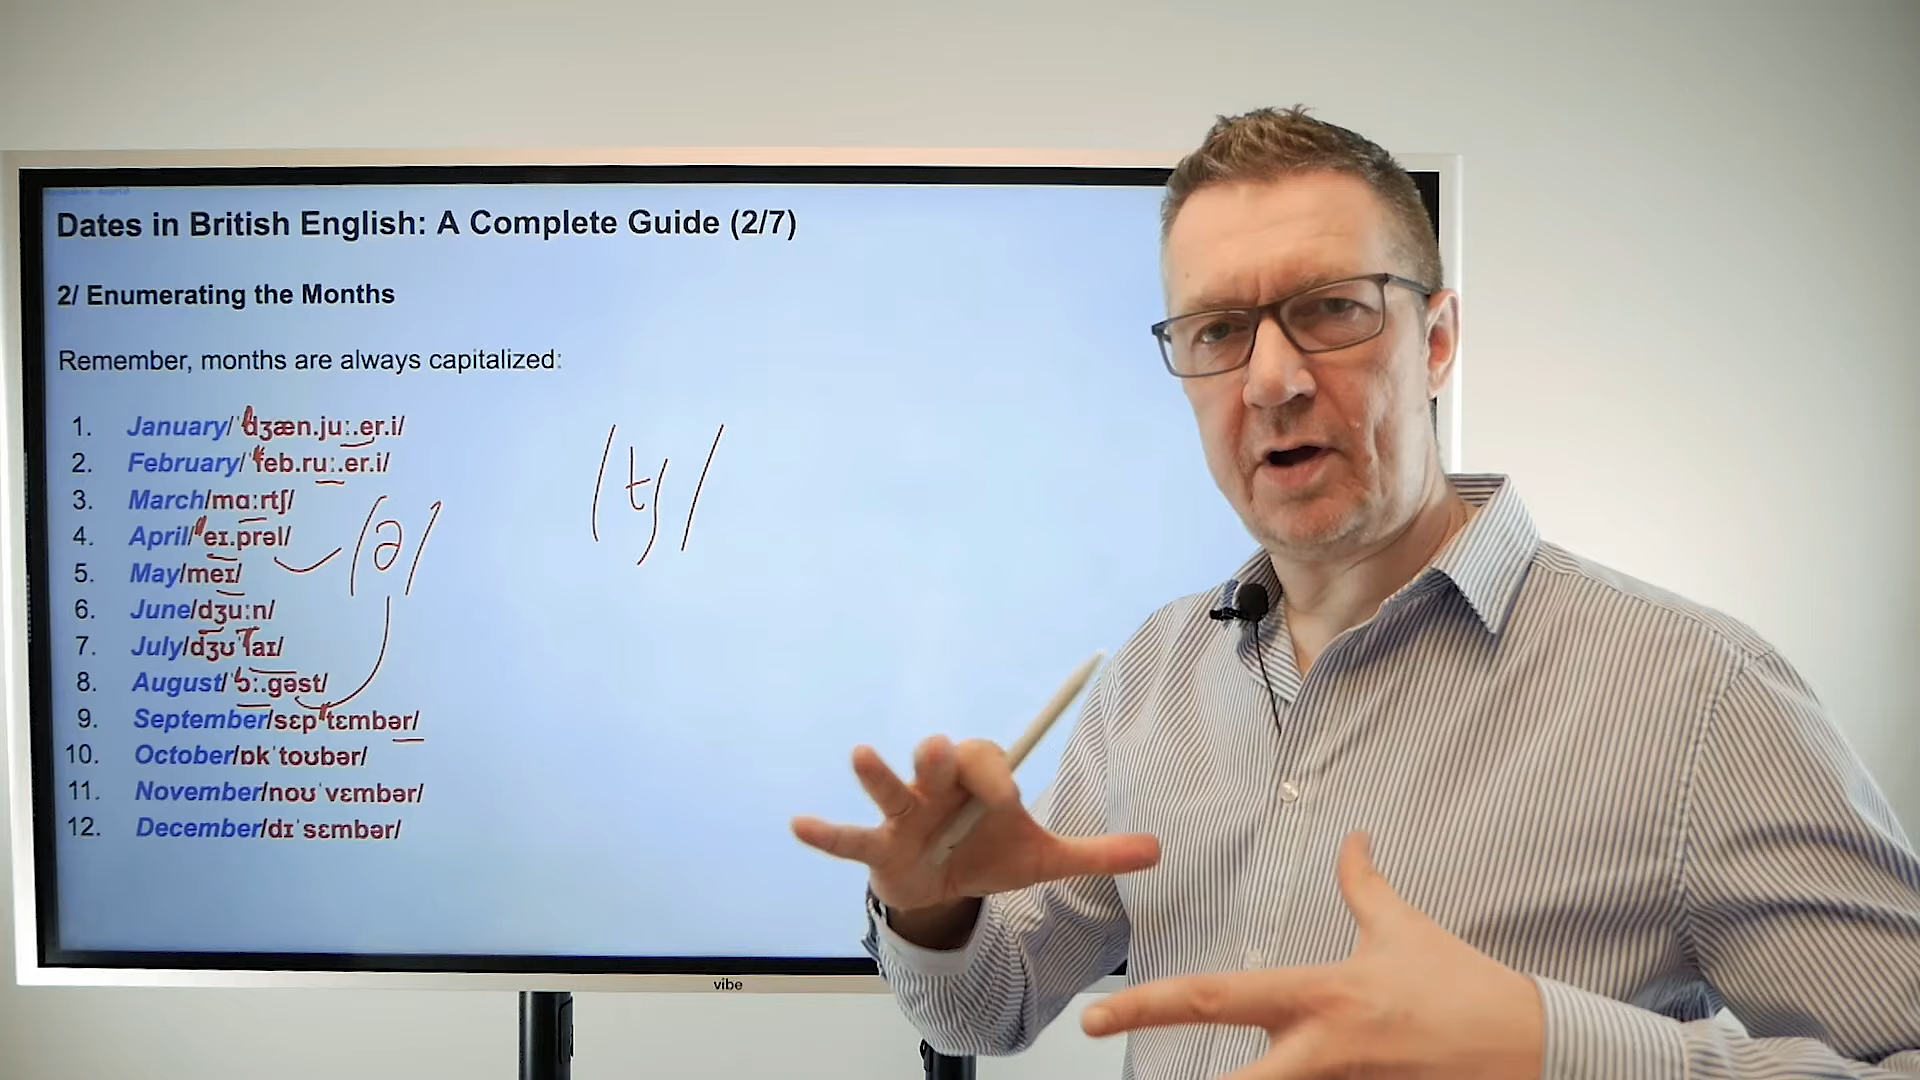 Dates in British English: A Complete Guide (2/7)
2/ Enumerating the Months
Remember, months are always capitalized:
1. January/ˈdʒæn.juː.er.i/
2. February/ˈfeb.ruː.er.i/
3. March/mɑːrtʃ/
4. April/ˈeɪ.prəl/
5. May/meɪ/
6. June/dʒuːn/
7. July/dʒʊˈlaɪ/
8. August/ˈɔː.gəst/
9. September/sɛpˈtɛmbər/
10. October/ɒkˈtoʊbər/
11. November/noʊˈvɛmbər/
12. December/dɪˈsɛmbər/
/ə/
/tʃ/
vibe